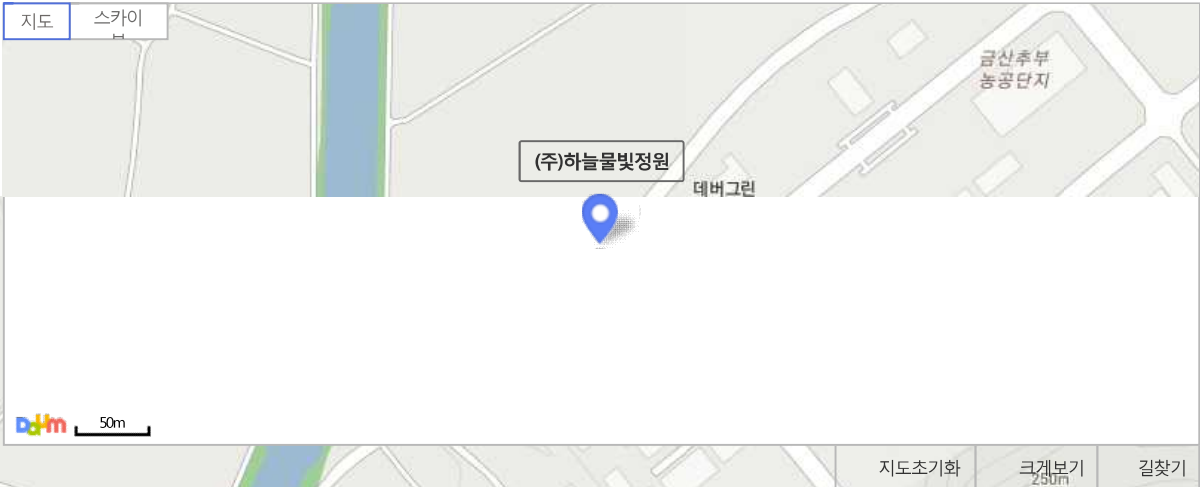 지도
스카이
금산추부
농공단지
(주)하늘물빛정원
데버그린
Daum
50m
지도초기화
크게보기
길찾기
250m